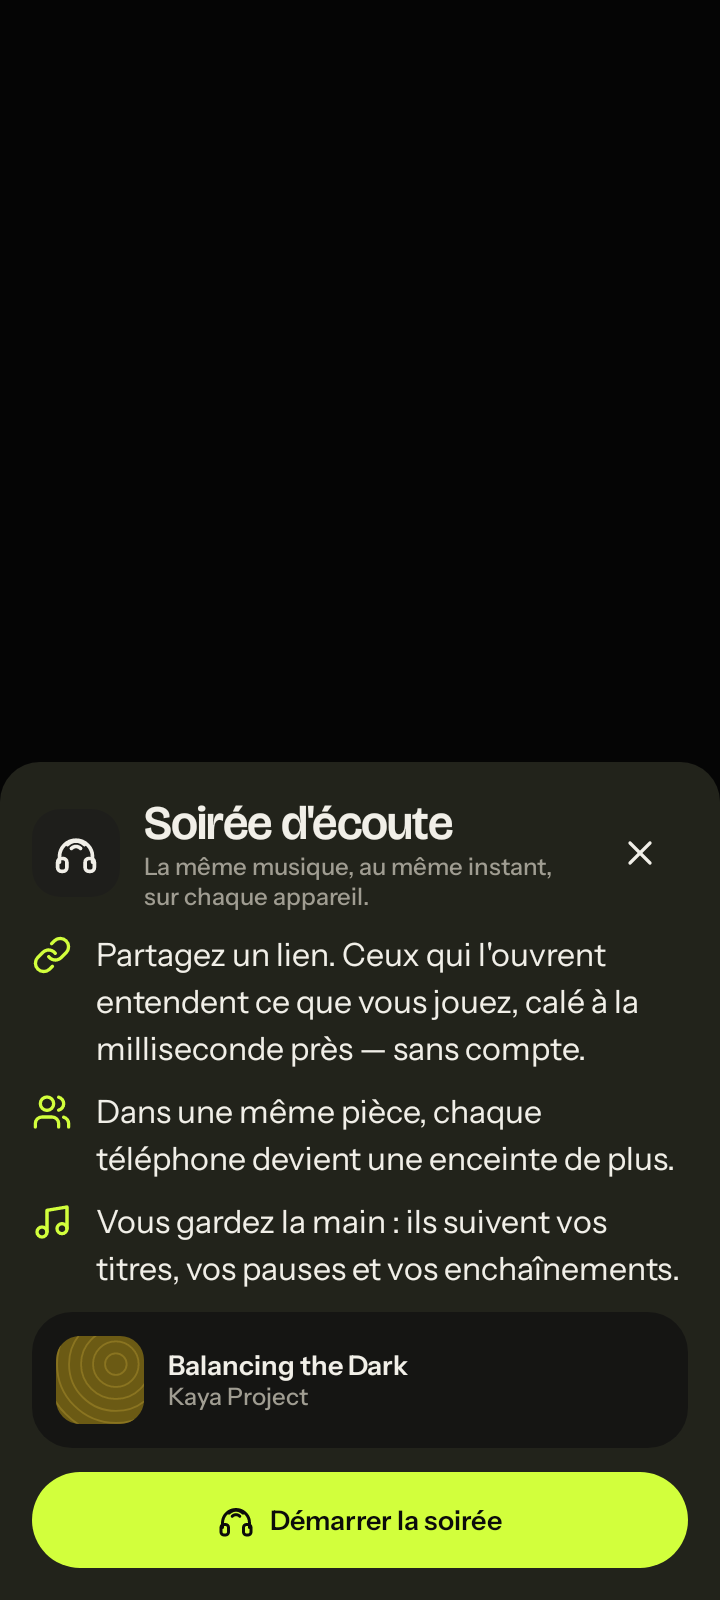 Soirée d'écoute
La même musique, au même instant,
sur chaque appareil.
Partagez un lien. Ceux qui l'ouvrent
entendent ce que vous jouez, calé à la
milliseconde près — sans compte.
Dans une même pièce, chaque
téléphone devient une enceinte de plus.
Vous gardez la main : ils suivent vos
titres, vos pauses et vos enchaînements.
Balancing the Dark
Kaya Project
Démarrer la soirée